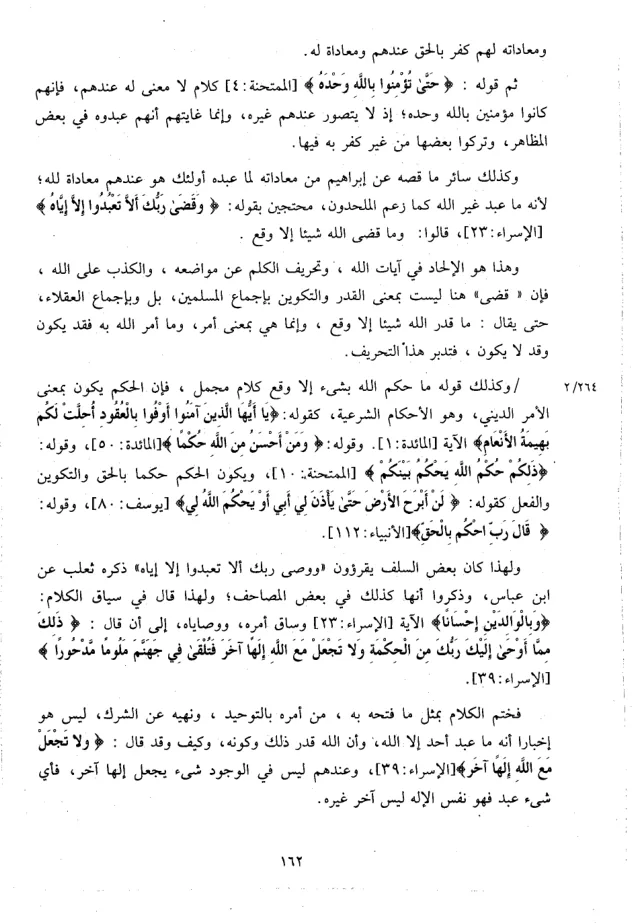 ومعاداته لهم كفر بالحق عندهم ومعاداة له.
ثم قوله : ﴿ حَتَّىٰ تُؤْمِنُوا بِاللَّهِ وَحْدَهُ ﴾ [الممتحنة:٤] كلام لا معنى له عندهم، فإنهم
كانوا مؤمنين بالله وحده؛ إذ لا يتصور عندهم غيره، وإنما غايتهم أنهم عبدوه في بعض
المظاهر، وتركوا بعضها من غير كفر به فيها.
وكذلك سائر ما قصه عن إبراهيم من معاداته لما عبده أولئك هو عندهم معاداة لله؛
لأنه ما عبد غير الله كما زعم الملحدون، محتجين بقوله: ﴿ وَقَضَىٰ رَبُّكَ أَلاَّ تَعْبُدُوا إِلاَّ إِيَّاهُ ﴾
[الإسراء:٢٣]، قالوا: وما قضى الله شيئا إلا وقع .
وهذا هو الإلحاد في آيات الله ، وتحريف الكلم عن مواضعه ، والكذب على الله ،
فإن « قضى» هنا ليست بمعنى القدر والتكوين بإجماع المسلمين، بل وبإجماع العقلاء،
حتى يقال : ما قدر الله شيئا إلا وقع ، وإنما هي بمعنى أمر، وما أمر الله به فقد يكون
وقد لا يكون ، فتدبر هذا التحريف.
٢/٢٦٤ /وكذلك قوله ما حكم الله بشىء إلا وقع كلام مجمل ، فإن الحكم يكون بمعنى
الأمر الديني، وهو الأحكام الشرعية، كقوله:﴿يَا أَيُّهَا الَّذِينَ آمَنُوا أَوْفُوا بِالْعُقُودِ أُحِلَّتْ لَكُم
بَهِيمَةُ الأَنْعَامِ﴾ الآية [المائدة:١]. وقوله:﴿ وَمَنْ أَحْسَنُ مِنَ اللَّهِ حُكْمًا ﴾[المائدة:٥٠]، وقوله:
﴿ذَلِكُمْ حُكْمُ اللَّهِ يَحْكُمُ بَيْنَكُمْ ﴾ [الممتحنة:١٠]، ويكون الحكم حكما بالحق والتكوين
والفعل كقوله: ﴿ لَنْ أَبْرَحَ الأَرْضَ حَتَّىٰ يَأْذَنَ لِي أَبِي أَوْ يَحْكُمَ اللَّهُ لِي﴾ [يوسف:٨٠]، وقوله:
﴿ قَالَ رَبِّ احْكُم بِالْحَقِّ﴾[الأنبياء:١١٢].
ولهذا كان بعض السلف يقرؤون «ووصى ربك ألا تعبدوا إلا إياه» ذكره ثعلب عن
ابن عباس، وذكروا أنها كذلك في بعض المصاحف؛ ولهذا قال في سياق الكلام:
﴿وَبِالْوَالِدَيْنِ إِحْسَانًا﴾ الآية [الإسراء:٢٣] وساق أمره، ووصاياه، إلى أن قال : ﴿ ذَلِكَ
مِمَّا أَوْحَىٰ إِلَيْكَ رَبُّكَ مِنَ الْحِكْمَةِ وَلا تَجْعَلْ مَعَ اللَّهِ إِلَهًا آخَرَ فَتُلْقَىٰ فِي جَهَنَّمَ مَلُومًا مَّدْحُورًا ﴾
[الإسراء:٣٩].
فختم الكلام بمثل ما فتحه به ، من أمره بالتوحيد ، ونهيه عن الشرك، ليس هو
إخبارا أنه ما عبد أحد إلا الله، وأن الله قدر ذلك وكونه، وكيف وقد قال : ﴿ وَلا تَجْعَلْ
مَعَ اللَّهِ إِلَهًا آخَرَ ﴾[الإسراء:٣٩]، وعندهم ليس في الوجود شىء يجعل إلها آخر، فأي
شىء عبد فهو نفس الإله ليس آخر غيره.
١٦٢